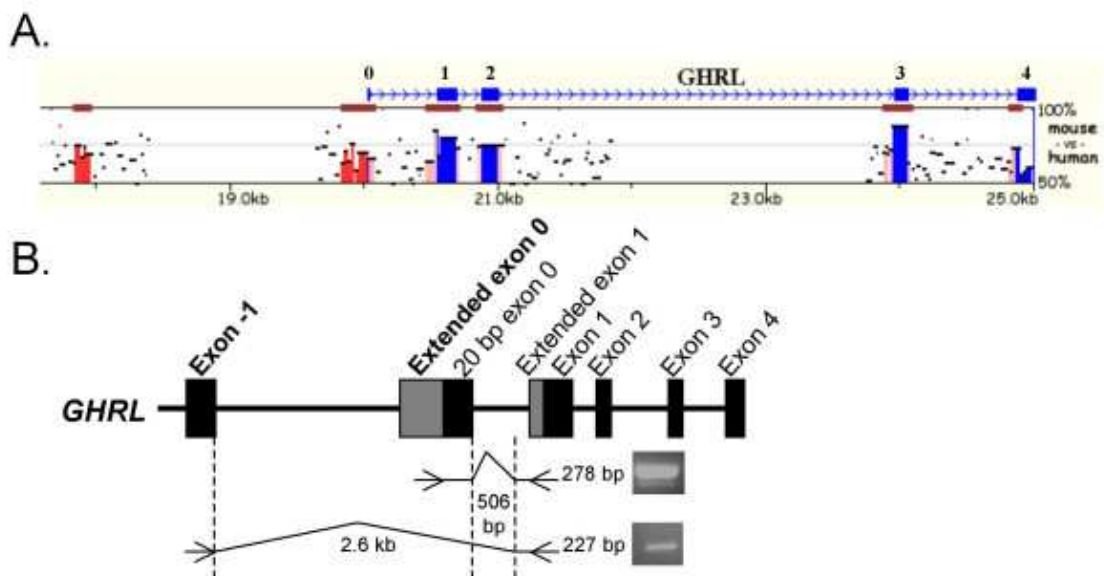 A.
0 1 2 GHRL 3 4
100%
mouse
- vs -
human
50%
19.0kb 21.0kb 23.0kb 25.0kb
B.
Exon -1
Extended exon 0
20 bp exon 0
Extended exon 1
Exon 1
Exon 2
Exon 3
Exon 4
GHRL
278 bp
506
bp
2.6 kb
227 bp